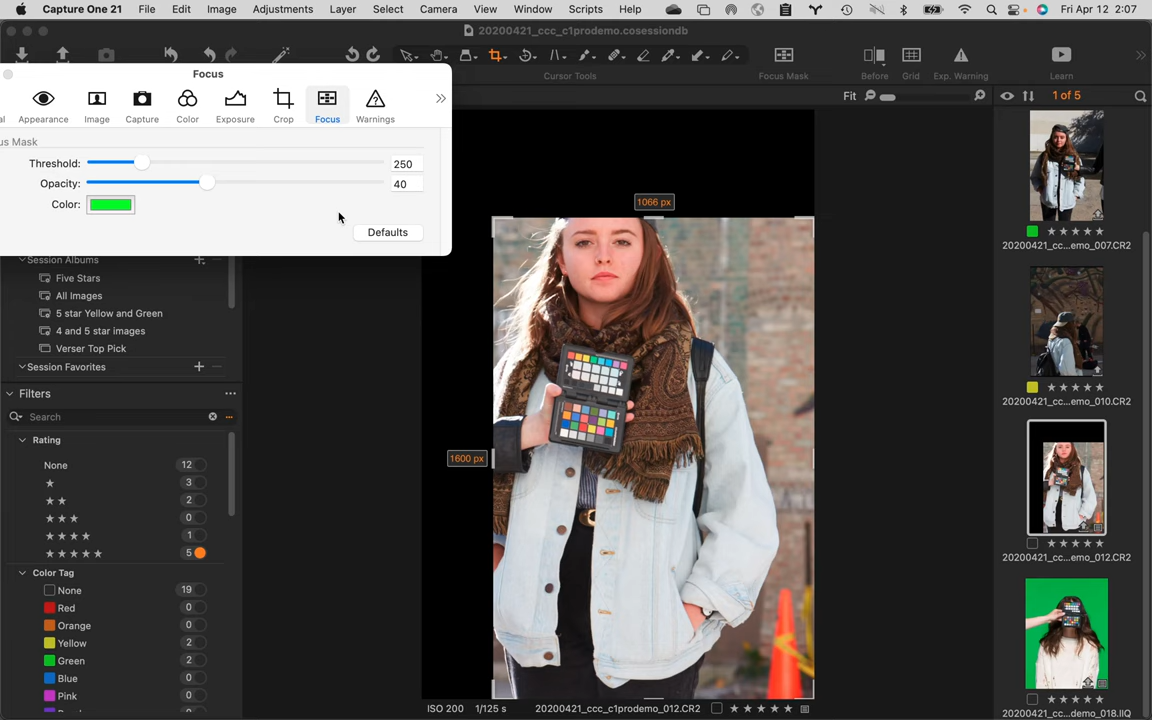 Capture One 21 File Edit Image Adjustments Layer Select Camera View Window Scripts Help Fri Apr 12 2:07
20200421_ccc_c1prodemo.cosessiondb
Focus
Cursor Tools Focus Mask Before Grid Exp. Warning Learn
al Appearance Image Capture Color Exposure Crop Focus Warnings
Fit 1 of 5
us Mask
Threshold: 250
Opacity: 40
Color:
Defaults
1066 px
20200421_cc...emo_007.CR2
Session Albums
Five Stars
All Images
5 star Yellow and Green
4 and 5 star images
Verser Top Pick
Session Favorites
Filters
20200421_cc...emo_010.CR2
Search
Rating
1600 px
None 12
3
2
0
1
5
20200421_cc...emo_012.CR2
Color Tag
None 19
Red 0
Orange 0
Yellow 2
Green 2
Blue 0
Pink 0
ISO 200 1/125 s 20200421_ccc_c1prodemo_012.CR2
20200421_cc...demo_018.IIQ